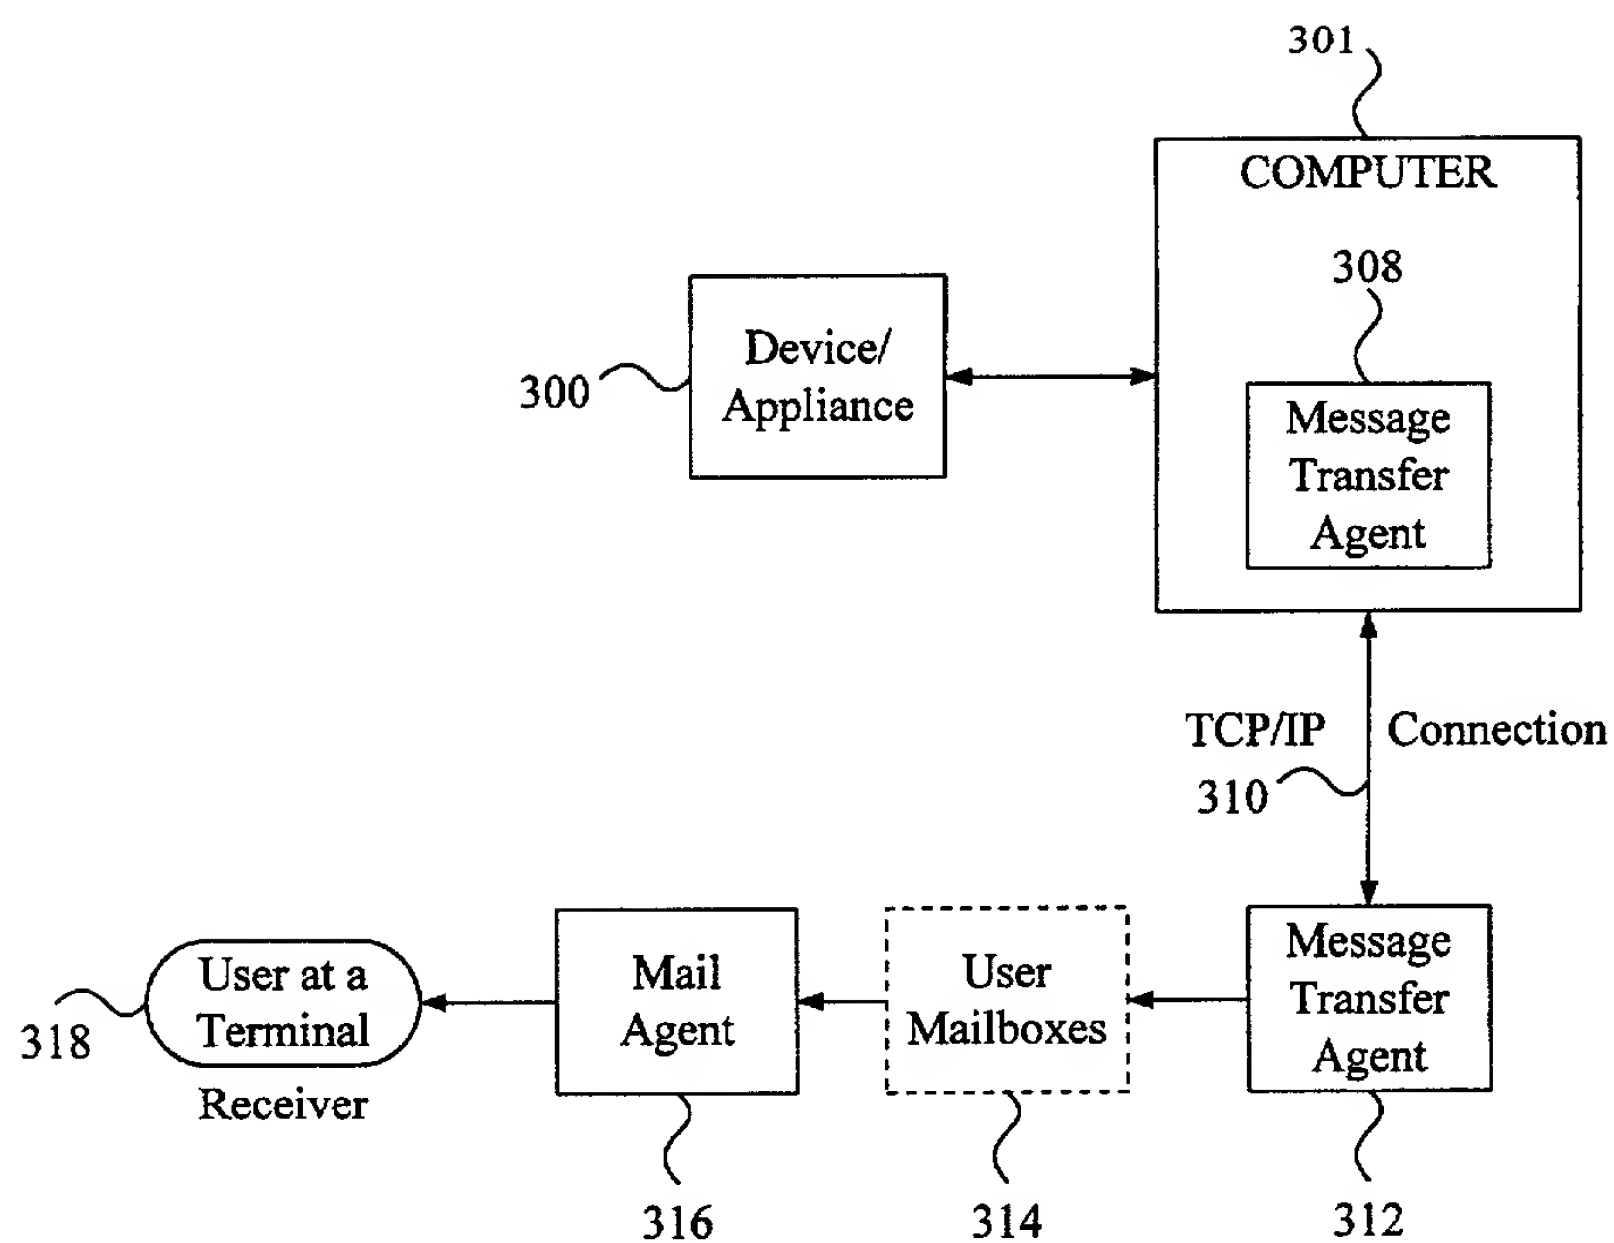 301
COMPUTER
308
Device/
Appliance
300
Message
Transfer
Agent
TCP/IP Connection
310
User at a
Terminal
318
Receiver
Mail
Agent
316
User
Mailboxes
314
Message
Transfer
Agent
312